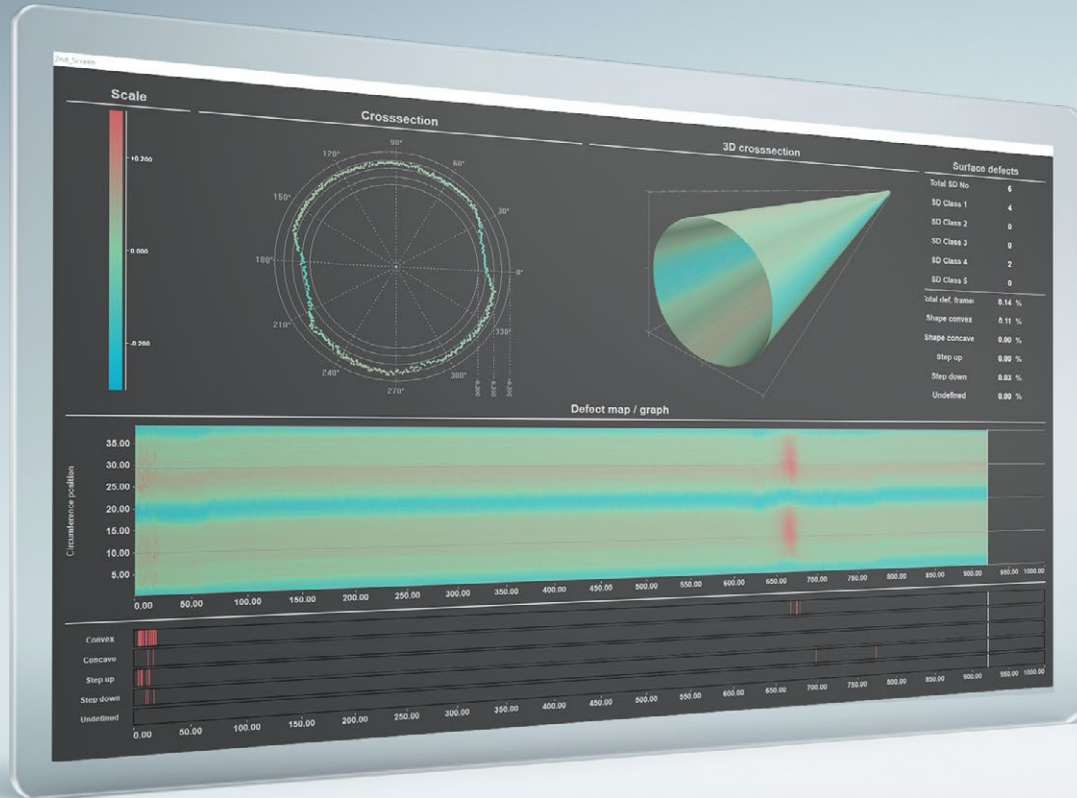 2nd_Screen
Scale
+0.200
0.000
-0.200
Crosssection
90°
120°
60°
150°
30°
180°
0°
210°
330°
240°
300°
270°
-0.200
0.000
+0.200
3D crosssection
Surface defects
Total SD No 6
SD Class 1 4
SD Class 2 0
SD Class 3 0
SD Class 4 2
SD Class 5 0
Total def. frame 0.14 %
Shape convex 0.11 %
Shape concave 0.00 %
Step up 0.00 %
Step down 0.03 %
Undefined 0.00 %
Defect map / graph
Circumference position
35.00
30.00
25.00
20.00
15.00
10.00
5.00
0.00 50.00 100.00 150.00 200.00 250.00 300.00 350.00 400.00 450.00 500.00 550.00 600.00 650.00 700.00 750.00 800.00 850.00 900.00 950.00 1000.00
Convex
Concave
Step up
Step down
Undefined
0.00 50.00 100.00 150.00 200.00 250.00 300.00 350.00 400.00 450.00 500.00 550.00 600.00 650.00 700.00 750.00 800.00 850.00 900.00 950.00 1000.00